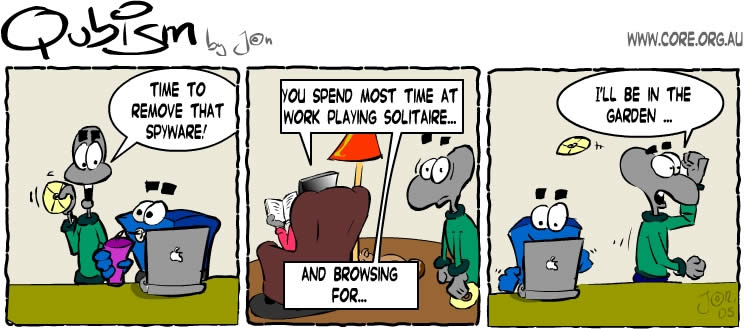 Qubism
by J@n
WWW.CORE.ORG.AU
TIME TO
REMOVE THAT
SPYWARE!
YOU SPEND MOST TIME AT
WORK PLAYING SOLITAIRE...
AND BROWSING
FOR...
I'LL BE IN THE
GARDEN ...
J@n.
05